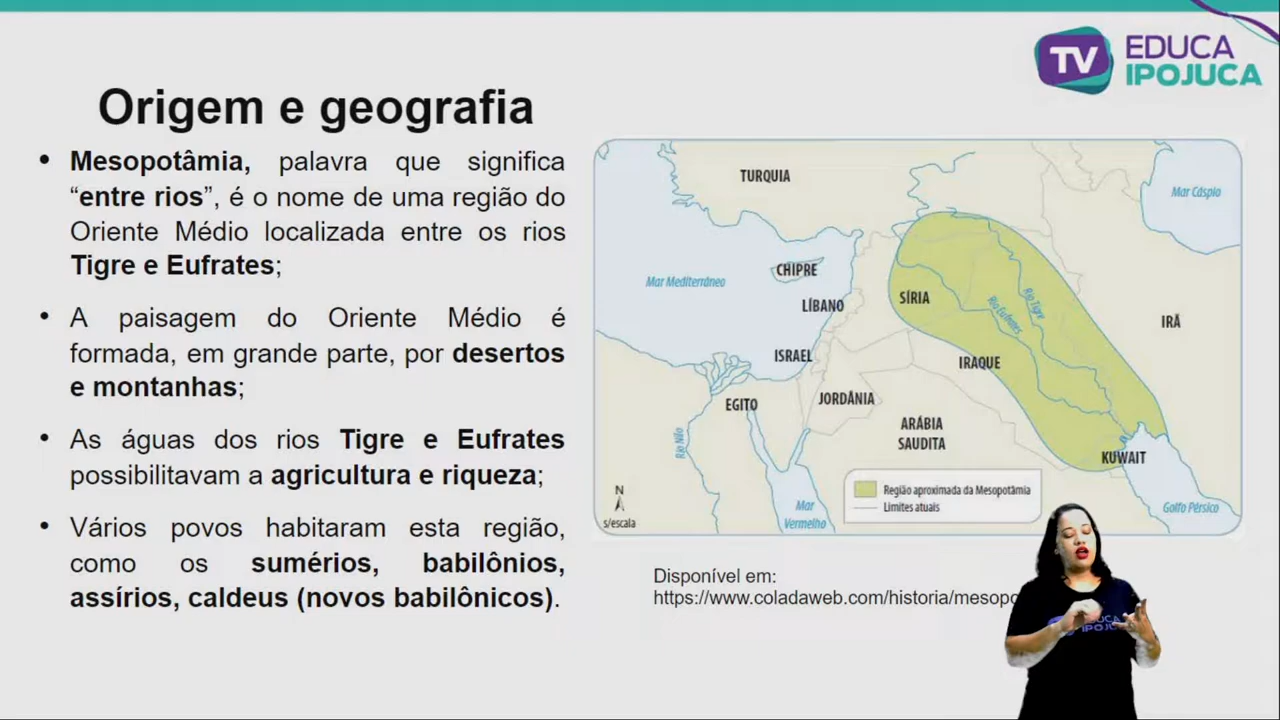 TV EDUCA
IPOJUCA
Origem e geografia
• Mesopotâmia, palavra que significa
“entre rios”, é o nome de uma região do
Oriente Médio localizada entre os rios
Tigre e Eufrates;
• A paisagem do Oriente Médio é
formada, em grande parte, por desertos
e montanhas;
• As águas dos rios Tigre e Eufrates
possibilitavam a agricultura e riqueza;
• Vários povos habitaram esta região,
como os sumérios, babilônios,
assírios, caldeus (novos babilônicos).
TURQUIA
Mar Cáspio
CHIPRE
Mar Mediterrâneo
LÍBANO
SÍRIA
Rio Tigre
Rio Eufrates
IRÃ
ISRAEL
IRAQUE
EGITO
JORDÂNIA
ARÁBIA
SAUDITA
Rio Nilo
KUWAIT
Região aproximada da Mesopotâmia
Limites atuais
N
s/escala
Mar
Vermelho
Golfo Pérsico
Disponível em:
https://www.coladaweb.com/historia/mesopo
EDUCA
IPOJUC